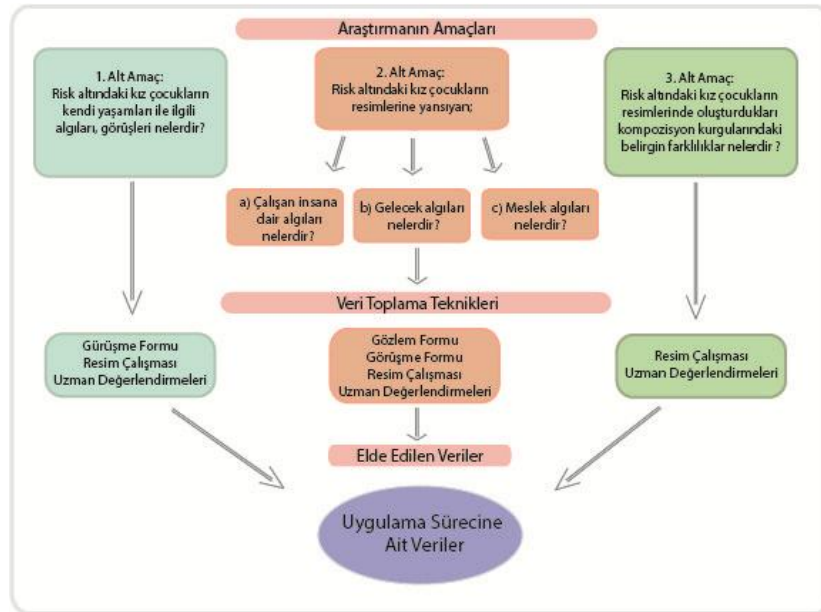 Araştırmanın Amaçları
1. Alt Amaç:
Risk altındaki kız çocukların
kendi yaşamları ile ilgili
algıları, görüşleri nelerdir?
2. Alt Amaç:
Risk altındaki kız çocukların
resimlerine yansıyan;
3. Alt Amaç:
Risk altındaki kız çocukların
resimlerinde oluşturdukları
kompozisyon kurgularındaki
belirgin farklılıklar nelerdir ?
a) Çalışan insana
dair algıları
nelerdir?
b) Gelecek algıları
nelerdir?
c) Meslek algıları
nelerdir?
Veri Toplama Teknikleri
Gürüşme Formu
Resim Çalışması
Uzman Değerlendirmeleri
Gözlem Formu
Görüşme Formu
Resim Çalışması
Uzman Değerlendirmeleri
Resim Çalışması
Uzman Değerlendirmeleri
Elde Edilen Veriler
Uygulama Sürecine
Ait Veriler